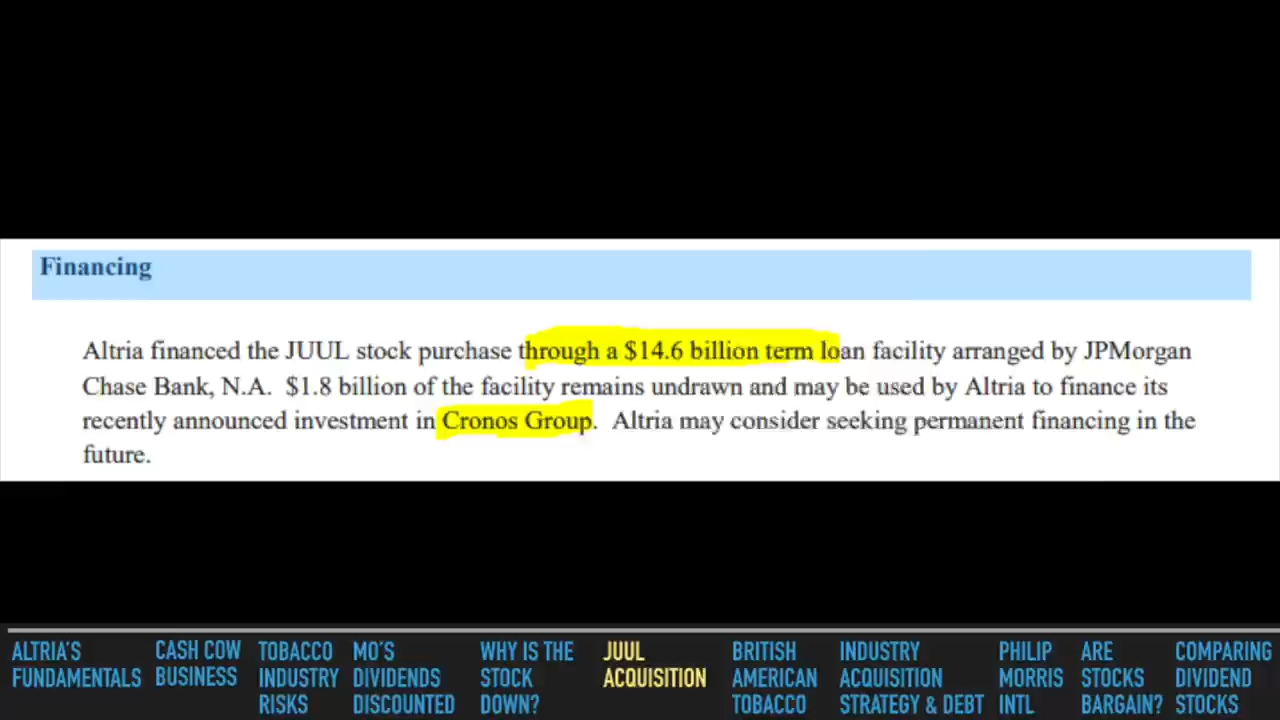 Financing
Altria financed the JUUL stock purchase through a $14.6 billion term loan facility arranged by JPMorgan
Chase Bank, N.A.  $1.8 billion of the facility remains undrawn and may be used by Altria to finance its
recently announced investment in Cronos Group.  Altria may consider seeking permanent financing in the
future.
ALTRIA'S
FUNDAMENTALS
CASH COW
BUSINESS
TOBACCO
INDUSTRY
RISKS
MO'S
DIVIDENDS
DISCOUNTED
WHY IS THE
STOCK
DOWN?
JUUL
ACQUISITION
BRITISH
AMERICAN
TOBACCO
INDUSTRY
ACQUISITION
STRATEGY & DEBT
PHILIP
MORRIS
INTL
ARE
STOCKS
BARGAIN?
COMPARING
DIVIDEND
STOCKS